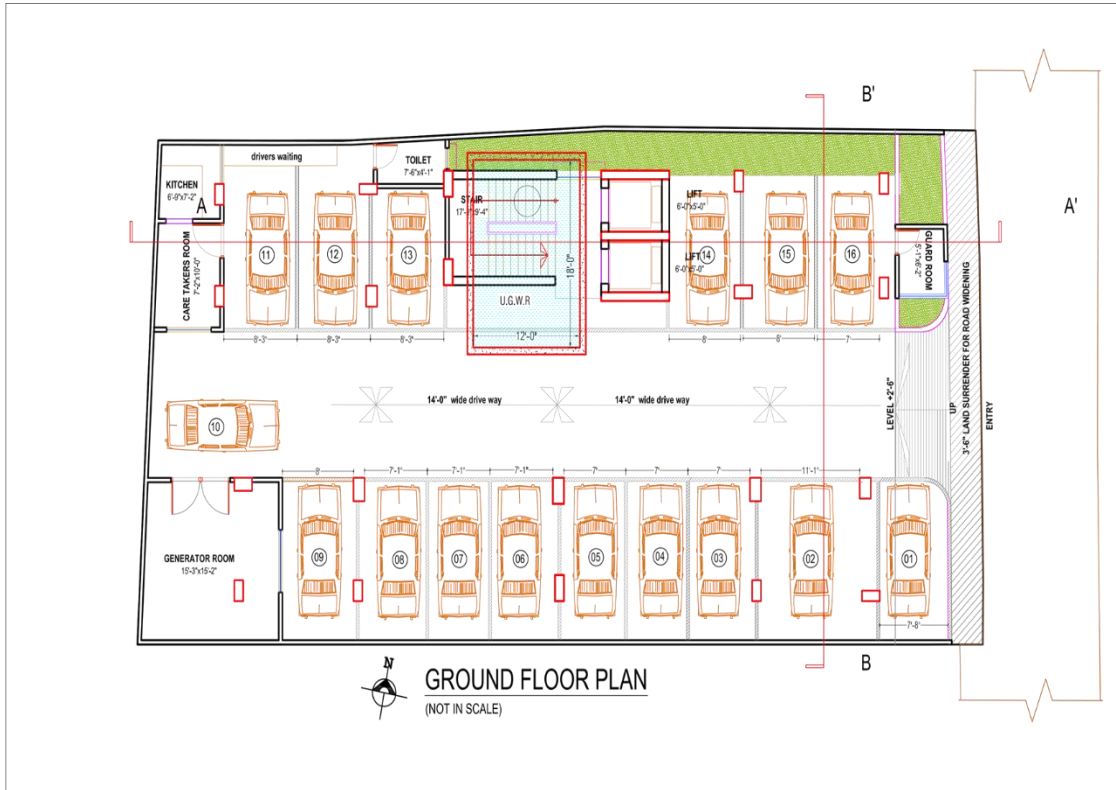 B'
A'
drivers waiting
TOILET
7'-6"x4'-1"
KITCHEN
6'-9"x7'-2"
A
STAIR
LIFT
6'-0"x5'-0"
GUARD ROOM
5'-1"x6'-2"
11
12
13
14
15
16
CARE TAKERS ROOM
7'-2"x10'-0"
LIFT
6'-0"x5'-0"
18'-0"
U.G.W.R
12'-0"
8'-3'
8'-3'
8'-3'
8'
8'
7'
3'-6" LAND SURRENDER FOR ROAD WIDENING
14'-0" wide drive way
14'-0" wide drive way
LEVEL +2'-6"
UP
ENTRY
10
8'
7'-1'
7'-1'
7'-1"
7'
7'
7'
11'-1'
GENERATOR ROOM
15'-3"x15'-2"
09
08
07
06
05
04
03
02
01
7'-8'
B
N
GROUND FLOOR PLAN
(NOT IN SCALE)